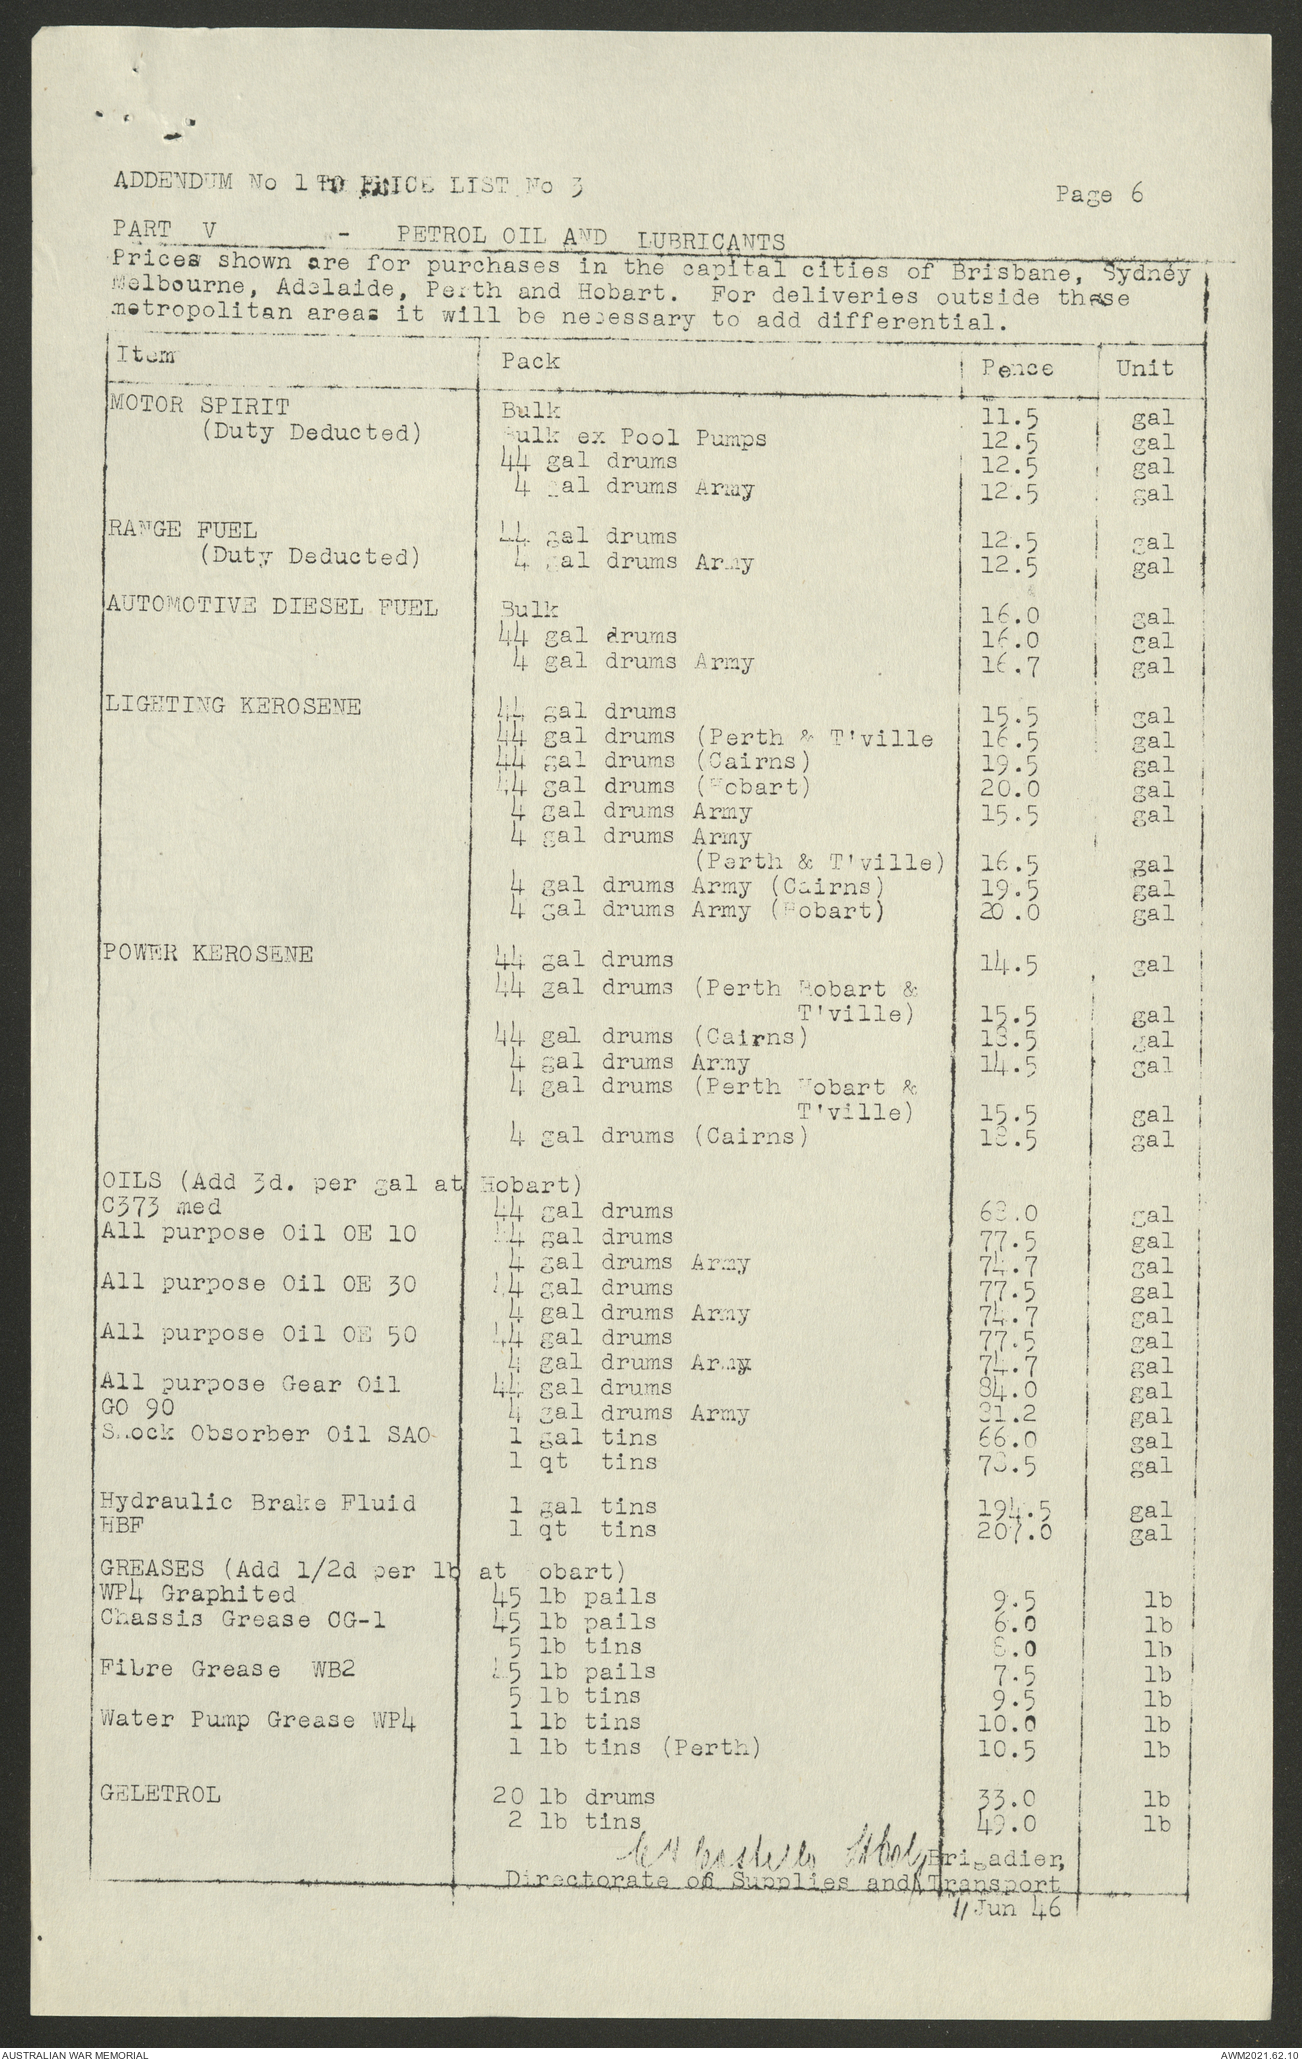 ADDENDUM No 1 TO PRICE LIST No 3
Page 6
PART V - PETROL OIL AND LUBRICANTS
Prices shown are for purchases in the capital cities of Brisbane, Sydney
Melbourne, Adelaide, Perth and Hobart. For deliveries outside these
metropolitan areas it will be necessary to add differential.
Item Pack Pence Unit
MOTOR SPIRIT Bulk 11.5 gal
(Duty Deducted) Bulk ex Pool Pumps 12.5 gal
44 gal drums 12.5 gal
4 gal drums Army 12.5 gal
RANGE FUEL 44 gal drums 12.5 gal
(Duty Deducted) 4 gal drums Army 12.5 gal
AUTOMOTIVE DIESEL FUEL Bulk 16.0 gal
44 gal drums 16.0 gal
4 gal drums Army 16.7 gal
LIGHTING KEROSENE 44 gal drums 15.5 gal
44 gal drums (Perth & T'ville 16.5 gal
44 gal drums (Cairns) 19.5 gal
44 gal drums (Hobart) 20.0 gal
4 gal drums Army 15.5 gal
4 gal drums Army
(Perth & T'ville) 16.5 gal
4 gal drums Army (Cairns) 19.5 gal
4 gal drums Army (Hobart) 20.0 gal
POWER KEROSENE 44 gal drums 14.5 gal
44 gal drums (Perth Hobart &
T'ville) 15.5 gal
44 gal drums (Cairns) 18.5 gal
4 gal drums Army 14.5 gal
4 gal drums (Perth Hobart &
T'ville) 15.5 gal
4 gal drums (Cairns) 18.5 gal
OILS (Add 3d. per gal at Hobart)
C373 med 44 gal drums gal
All purpose Oil OE 10 44 gal drums 77.5 gal
4 gal drums Army 74.7 gal
All purpose Oil OE 30 44 gal drums 77.5 gal
4 gal drums Army 74.7 gal
All purpose Oil OE 50 44 gal drums 77.5 gal
4 gal drums Army 74.7 gal
All purpose Gear Oil 44 gal drums 84.0 gal
GO 90 4 gal drums Army 81.2 gal
Shock Obsorber Oil SAO 1 gal tins 66.0 gal
1 qt tins gal
Hydraulic Brake Fluid 1 gal tins 194.5 gal
HBF 1 qt tins 207.0 gal
GREASES (Add 1/2d per lb at Hobart)
WP4 Graphited 45 lb pails 9.5 lb
Chassis Grease CG-1 45 lb pails 6.0 lb
5 lb tins 8.0 lb
Fibre Grease WB2 45 lb pails 7.5 lb
5 lb tins 9.5 lb
Water Pump Grease WP4 1 lb tins 10.0 lb
1 lb tins (Perth) 10.5 lb
GELETROL 20 lb drums 33.0 lb
2 lb tins 49.0 lb
Brigadier,
Directorate of Supplies and Transport
11 Jun 46
AUSTRALIAN WAR MEMORIAL
AWM2021.62.10